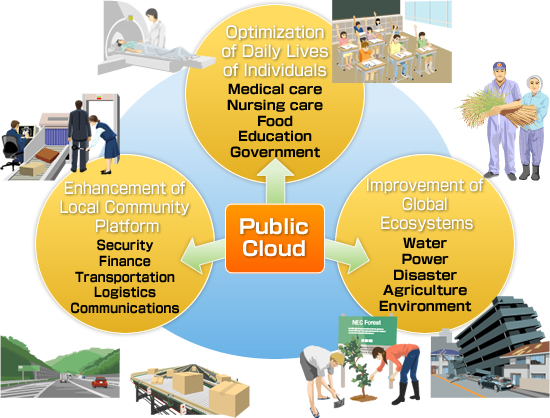 Optimization
of Daily Lives
of Individuals
Medical care
Nursing care
Food
Education
Government
Enhancement of
Local Community
Platform
Security
Finance
Transportation
Logistics
Communications
Public
Cloud
Improvement of
Global
Ecosystems
Water
Power
Disaster
Agriculture
Environment
NEC Forest